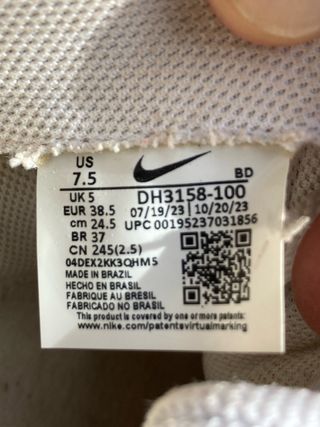 US
7.5
BD
UK 5
DH3158-100
EUR 38.5
07/19/23 | 10/20/23
cm 24.5
UPC 00195237031856
BR 37
CN 245(2.5)
04DEX2KK3QHM5
MADE IN BRAZIL
HECHO EN BRESIL
FABRIQUE AU BRESIL
FABRICADO NO BRASIL
This product is covered by one or more patents:
www.nike.com/patentsvirtualmarking